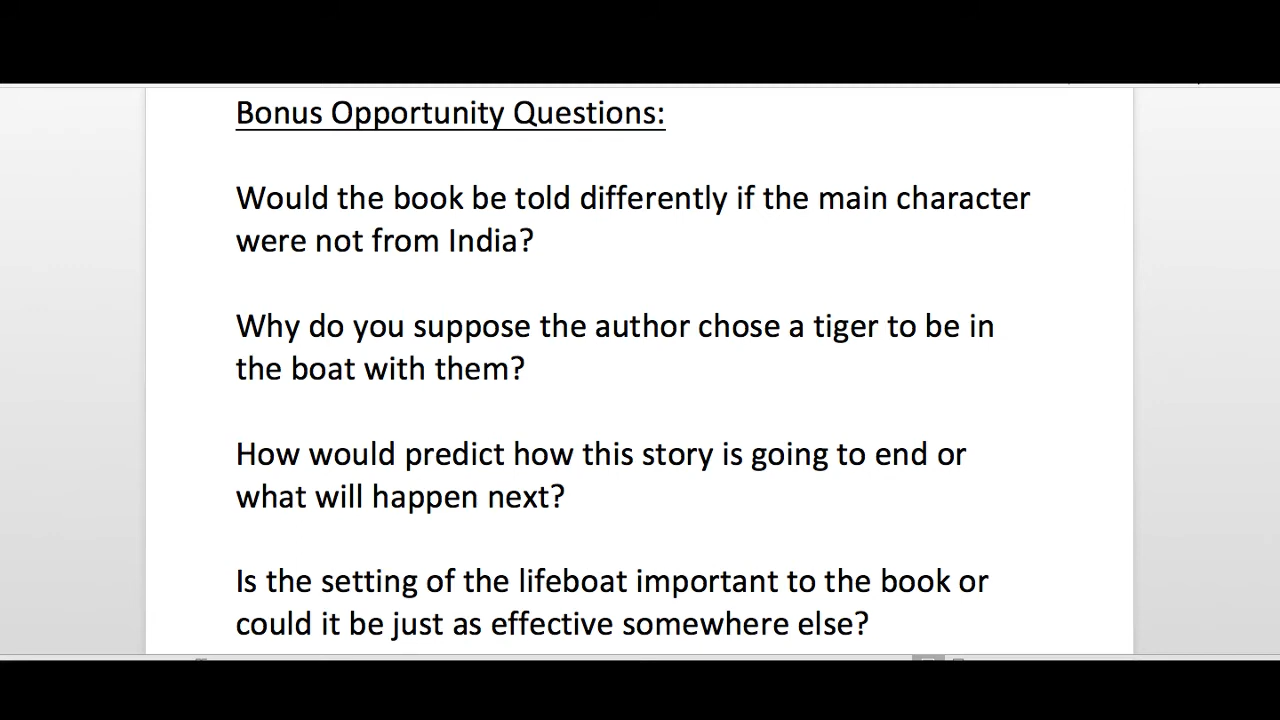 Bonus Opportunity Questions:
Would the book be told differently if the main character
were not from India?
Why do you suppose the author chose a tiger to be in
the boat with them?
How would predict how this story is going to end or
what will happen next?
Is the setting of the lifeboat important to the book or
could it be just as effective somewhere else?